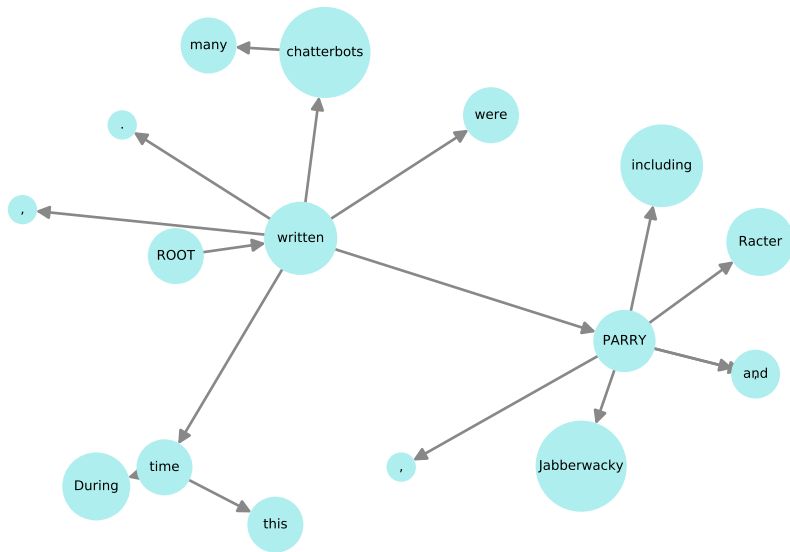 many
chatterbots
.
were
including
,
written
ROOT
Racter
PARRY
and
,
time
During
,
Jabberwacky
this